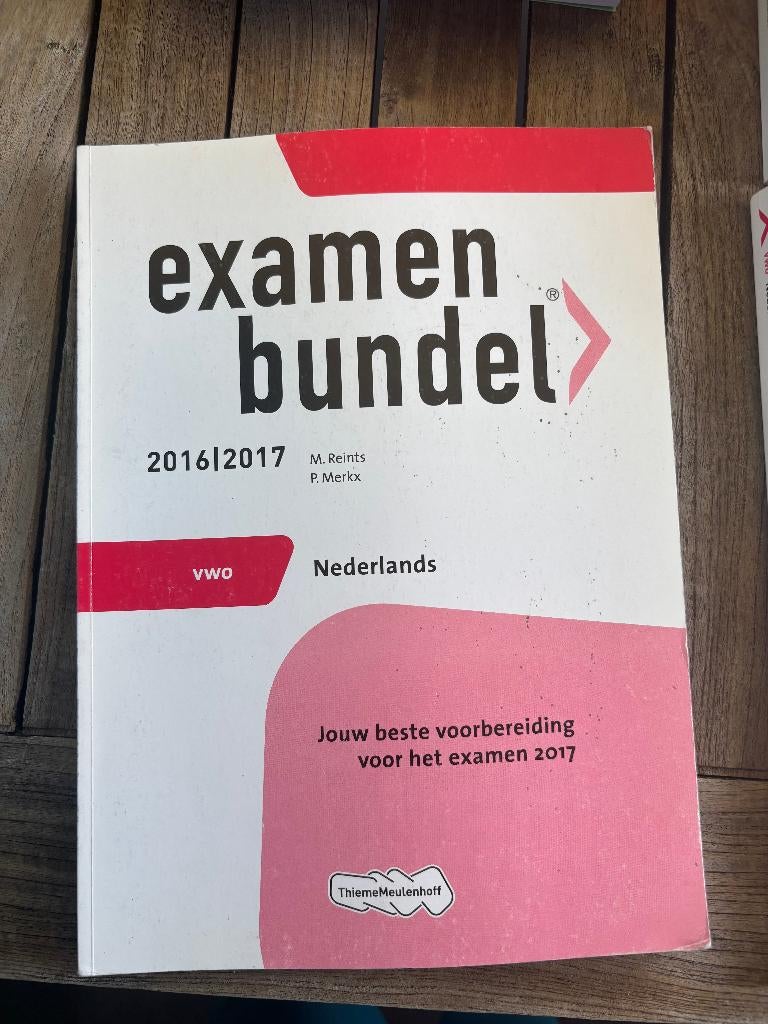 examen
bundel®
2016|2017
M. Reints
P. Merkx
vwo
Nederlands
Jouw beste voorbereiding
voor het examen 2017
ThiemeMeulenhoff